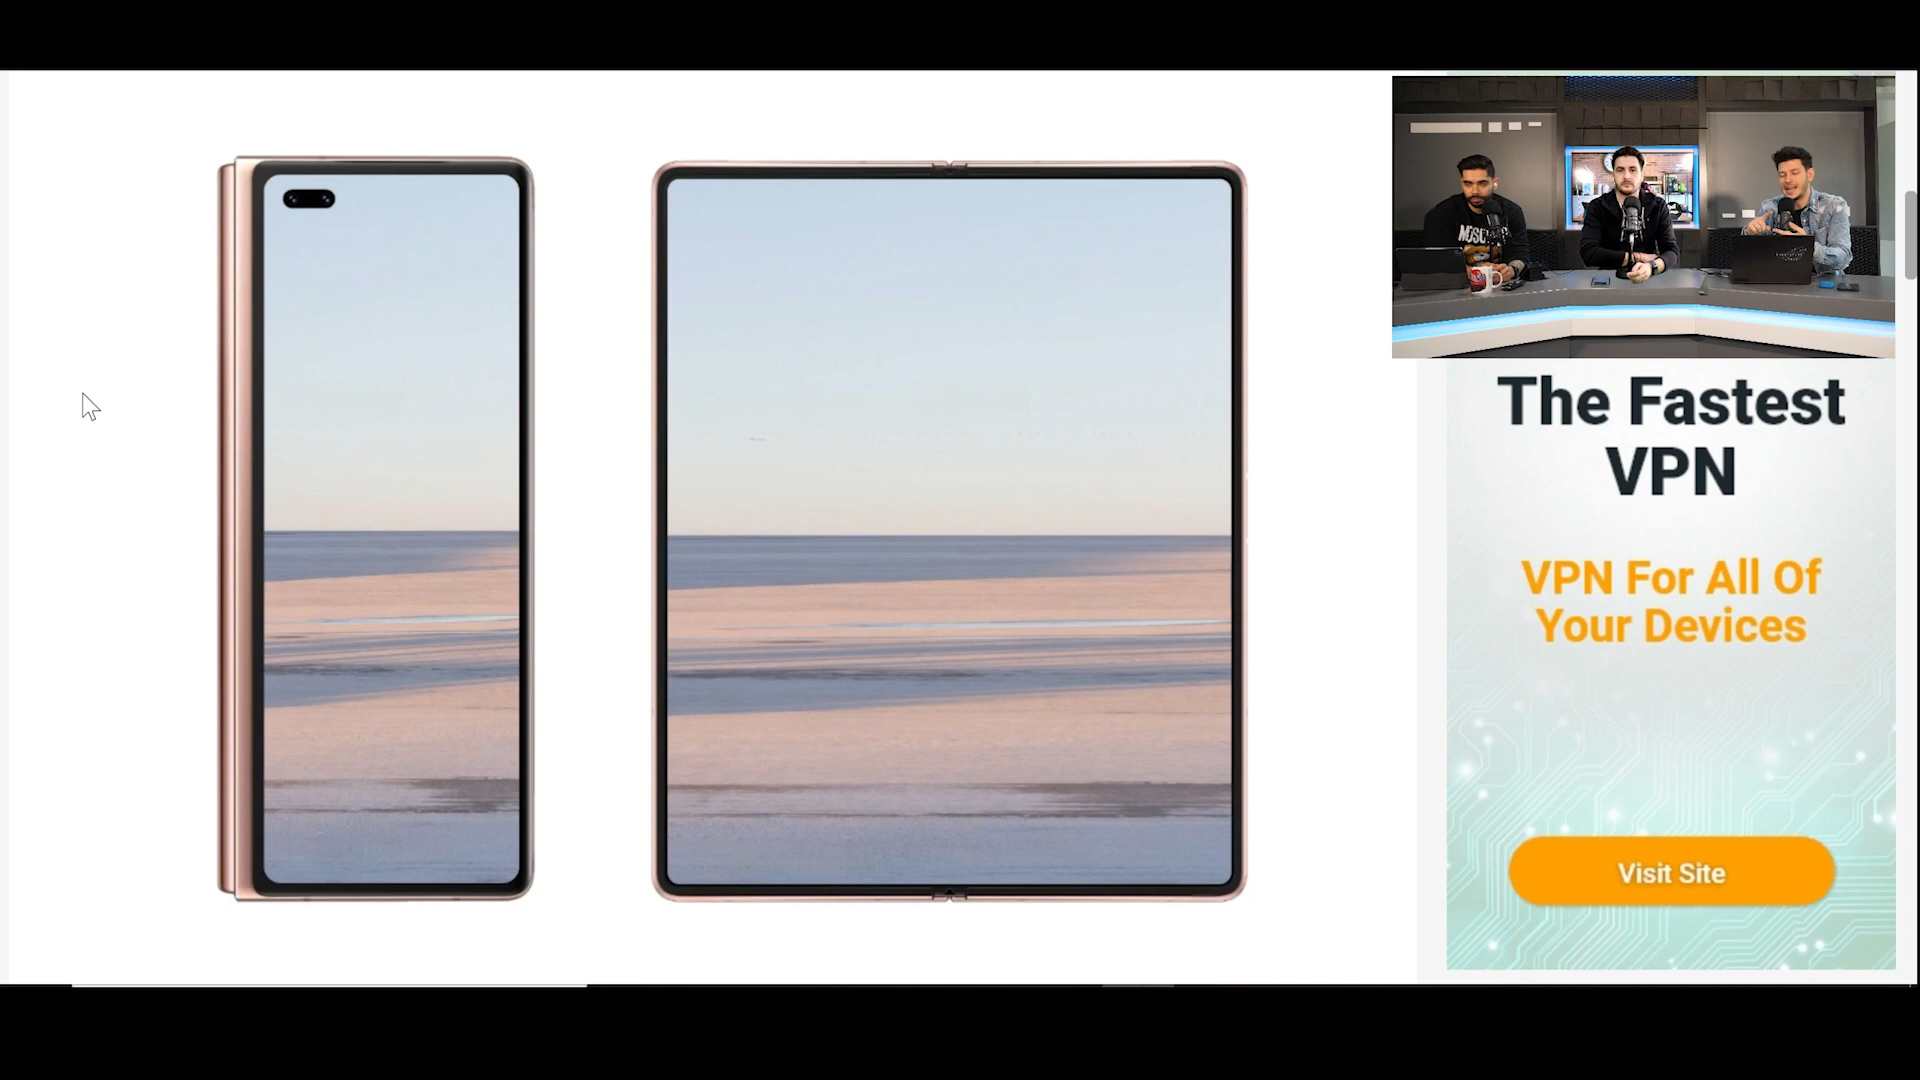 The Fastest
VPN
VPN For All Of
Your Devices
Visit Site